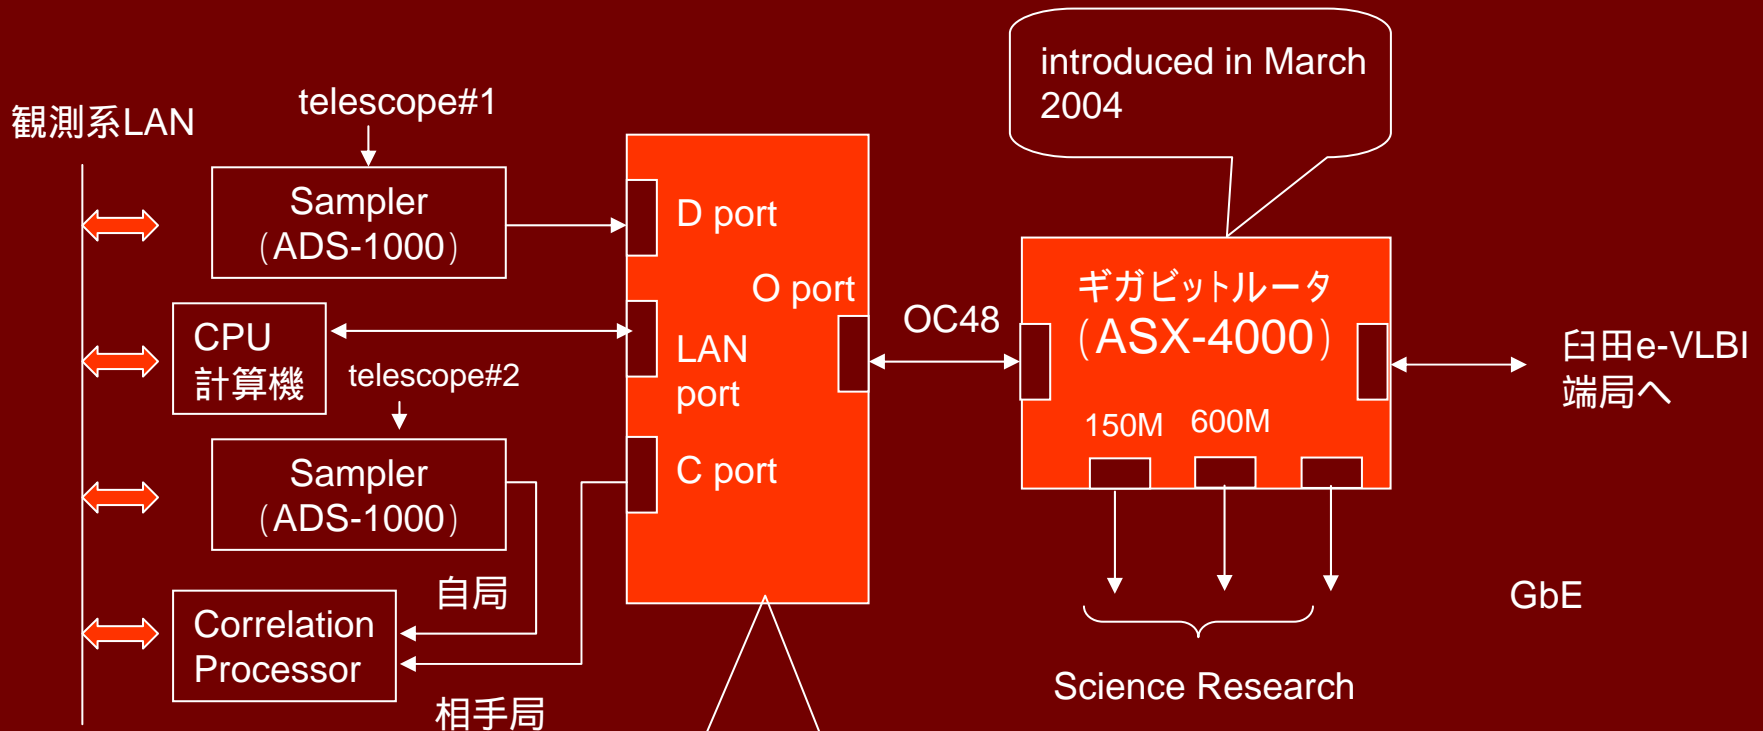 introduced in March
2004
観測系LAN
telescope#1
Sampler
(ADS-1000)
D port
O port
OC48
ギガビットルータ
(ASX-4000)
CPU
計算機
LAN
port
telescope#2
臼田e-VLBI
端局へ
150M 600M
Sampler
(ADS-1000)
C port
自局
GbE
Correlation
Processor
相手局
Science Research